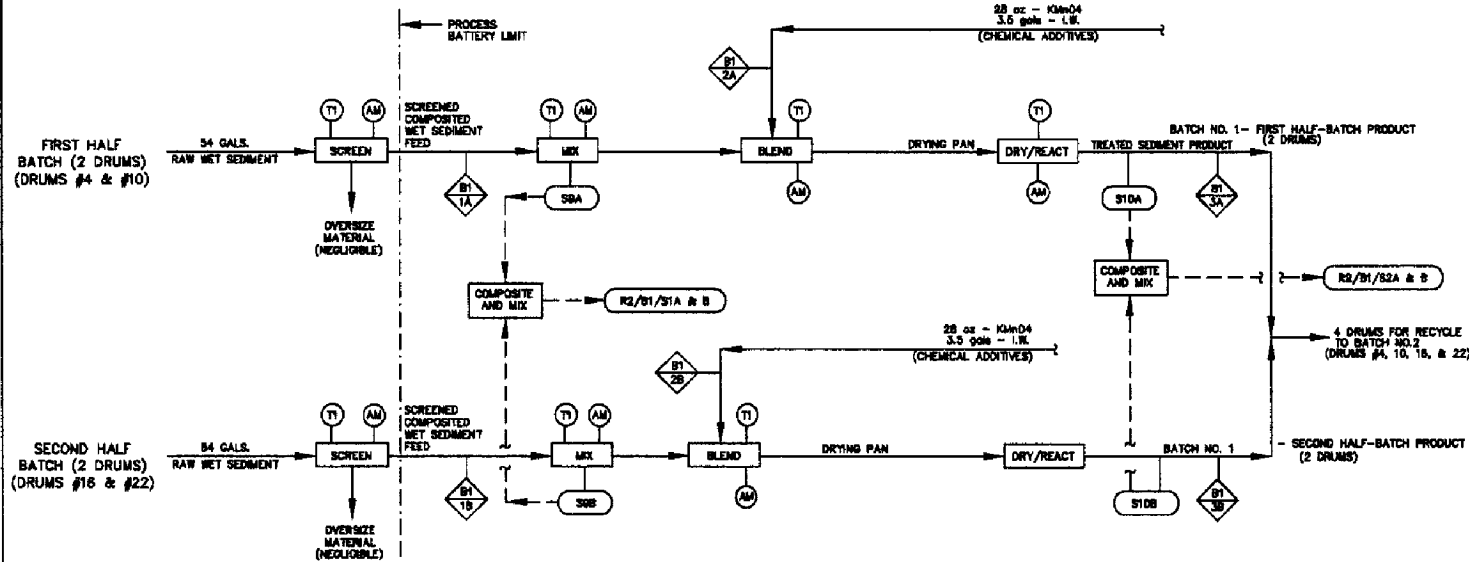 28 oz - KMnO4
3.5 gals - I.W.
(CHEMICAL ADDITIVES)
PROCESS
BATTERY LIMIT
B1
2A
T1
AM
SCREENED
COMPOSITED
WET SEDIMENT
FEED
T1
AM
T1
T1
FIRST HALF
BATCH (2 DRUMS)
(DRUMS #4 & #10)
54 GALS.
RAW WET SEDIMENT
SCREEN
MIX
BLEND
DRYING PAN
DRY/REACT
TREATED SEDIMENT PRODUCT
BATCH NO. 1- FIRST HALF-BATCH PRODUCT
(2 DRUMS)
AM
AM
B1
1A
S9A
S10A
B1
3A
OVERSIZE
MATERIAL
(NEGLIGIBLE)
COMPOSITE
AND MIX
R2/B1/S1A & B
COMPOSITE
AND MIX
R2/B1/S2A & B
4 DRUMS FOR RECYCLE
TO BATCH NO.2
(DRUMS #4, 10, 16, & 22)
28 oz - KMnO4
3.5 gals - I.W.
(CHEMICAL ADDITIVES)
B1
2B
T1
AM
SCREENED
COMPOSITED
WET SEDIMENT
FEED
T1
AM
T1
SECOND HALF
BATCH (2 DRUMS)
(DRUMS #16 & #22)
54 GALS.
RAW WET SEDIMENT
SCREEN
MIX
BLEND
DRYING PAN
DRY/REACT
BATCH NO. 1
- SECOND HALF-BATCH PRODUCT
(2 DRUMS)
AM
B1
1B
S9B
S10B
B1
3B
OVERSIZE
MATERIAL
(NEGLIGIBLE)